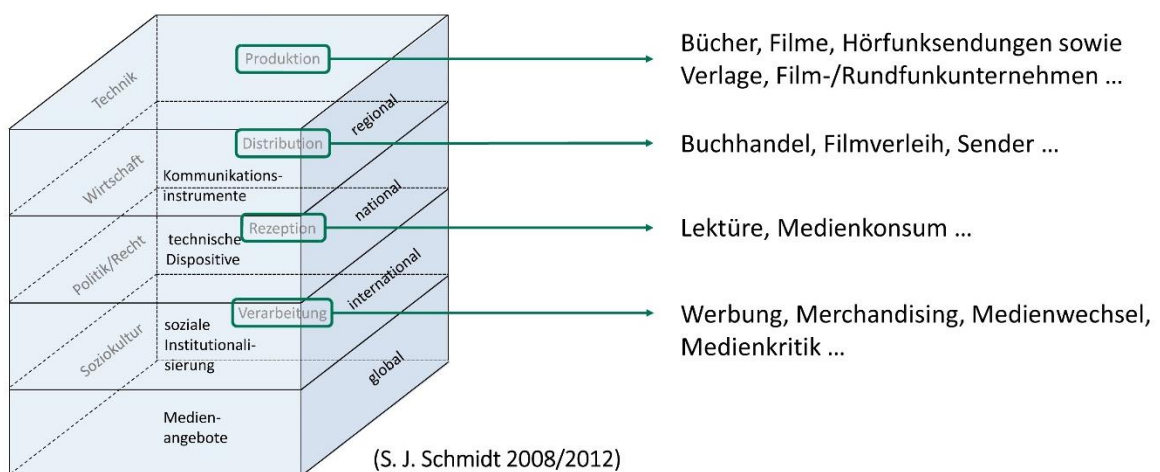 Produktion
Bücher, Filme, Hörfunksendungen sowie
Verlage, Film-/Rundfunkunternehmen ...
Technik
regional
Distribution
Buchhandel, Filmverleih, Sender ...
Wirtschaft
Kommunikations-
instrumente
national
Rezeption
Lektüre, Medienkonsum ...
Politik/Recht
technische
Dispositive
international
Verarbeitung
Werbung, Merchandising, Medienwechsel,
Medienkritik ...
Soziokultur
soziale
Institutionali-
sierung
global
Medien-
angebote
(S. J. Schmidt 2008/2012)